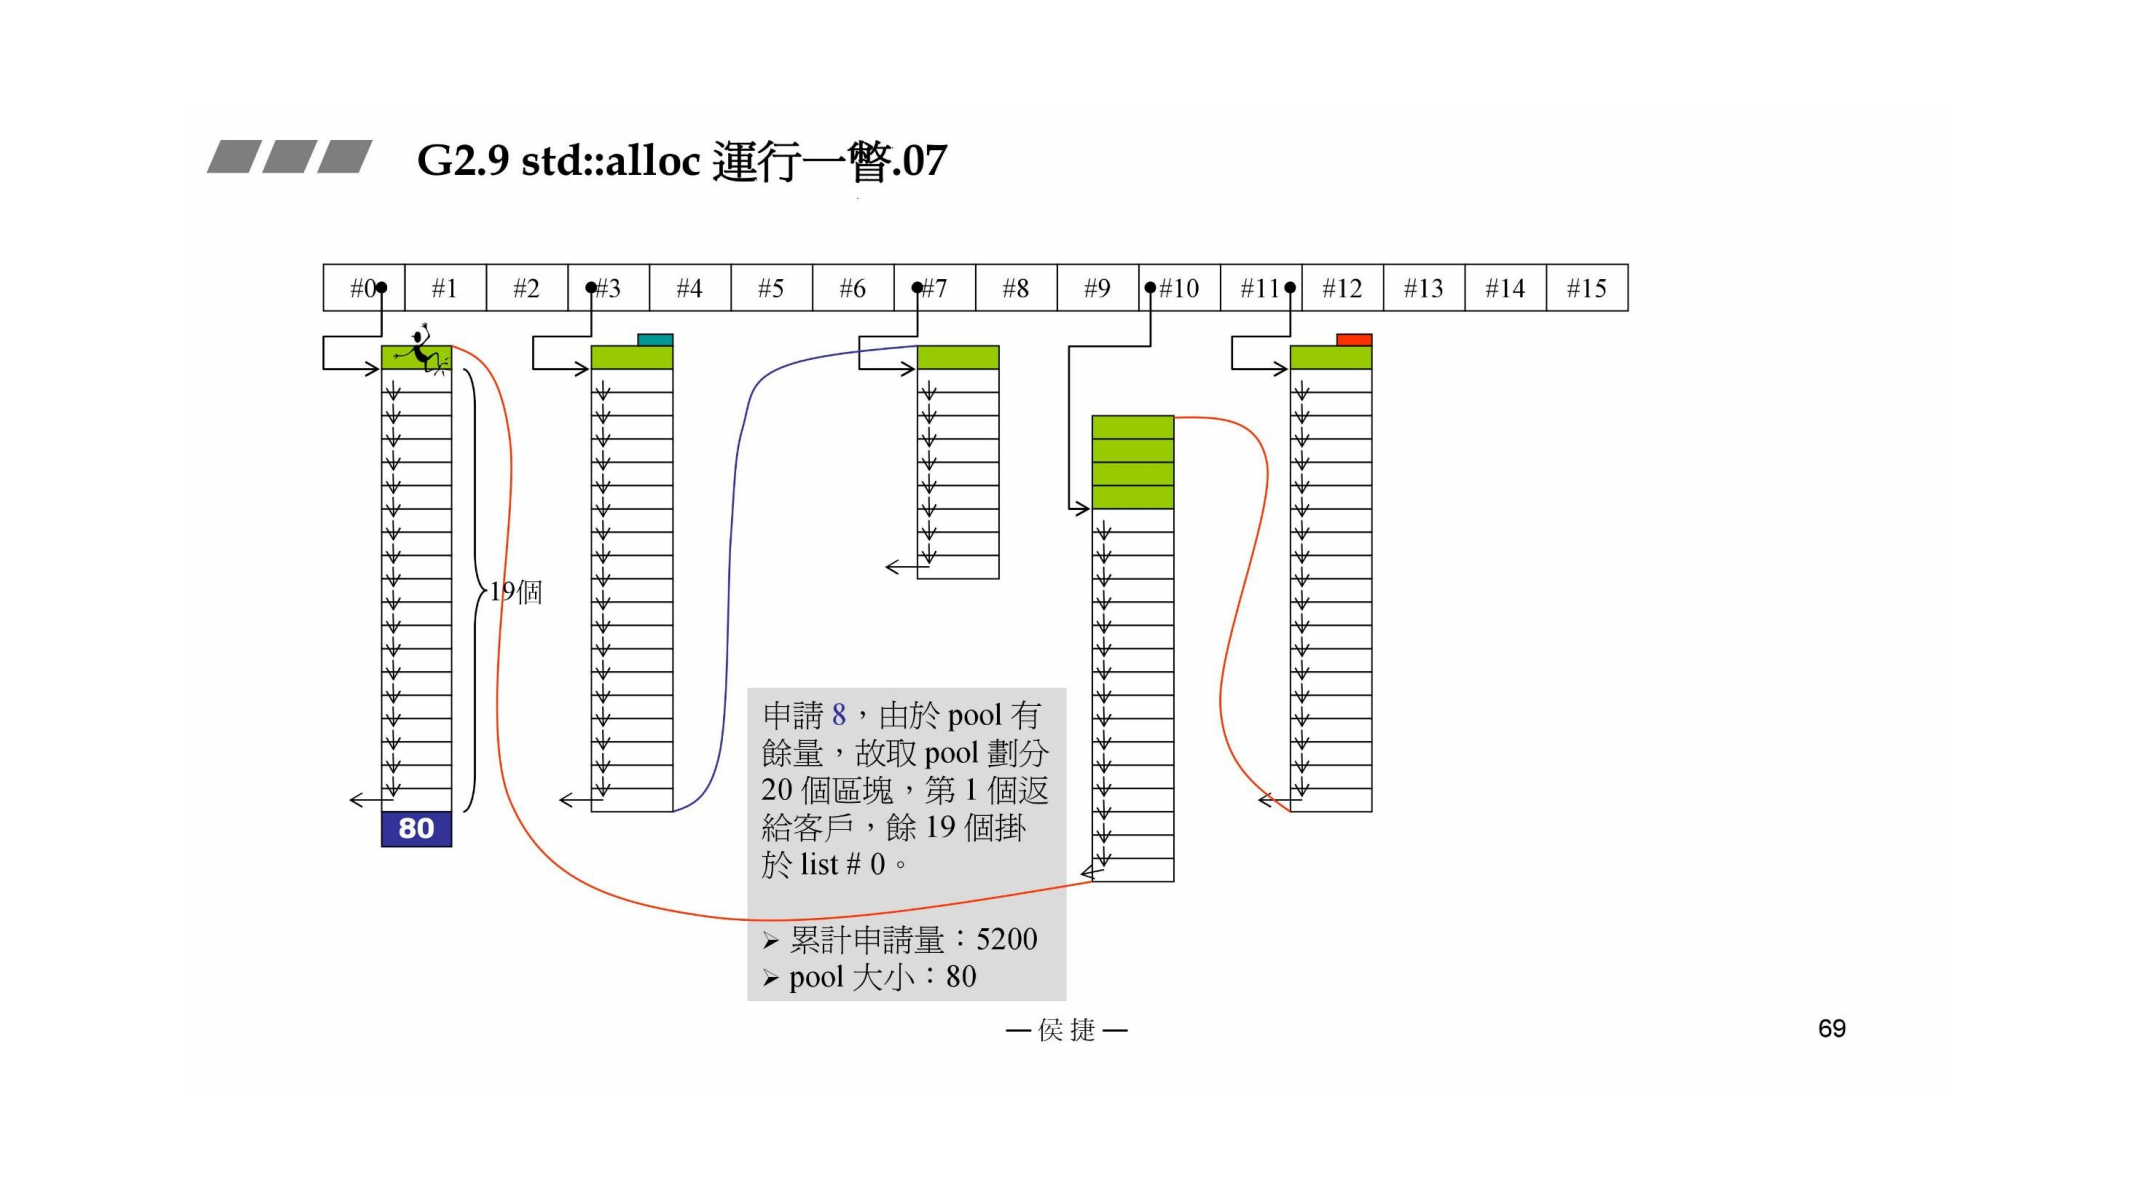 G2.9 std::alloc 運行一瞥.07
#0 #1 #2 #3 #4 #5 #6 #7 #8 #9 #10 #11 #12 #13 #14 #15
19個
80
申請 8，由於 pool 有
餘量，故取 pool 劃分
20 個區塊，第 1 個返
給客戶，餘 19 個掛
於 list # 0。
➢ 累計申請量：5200
➢ pool 大小：80
— 侯 捷 —
69